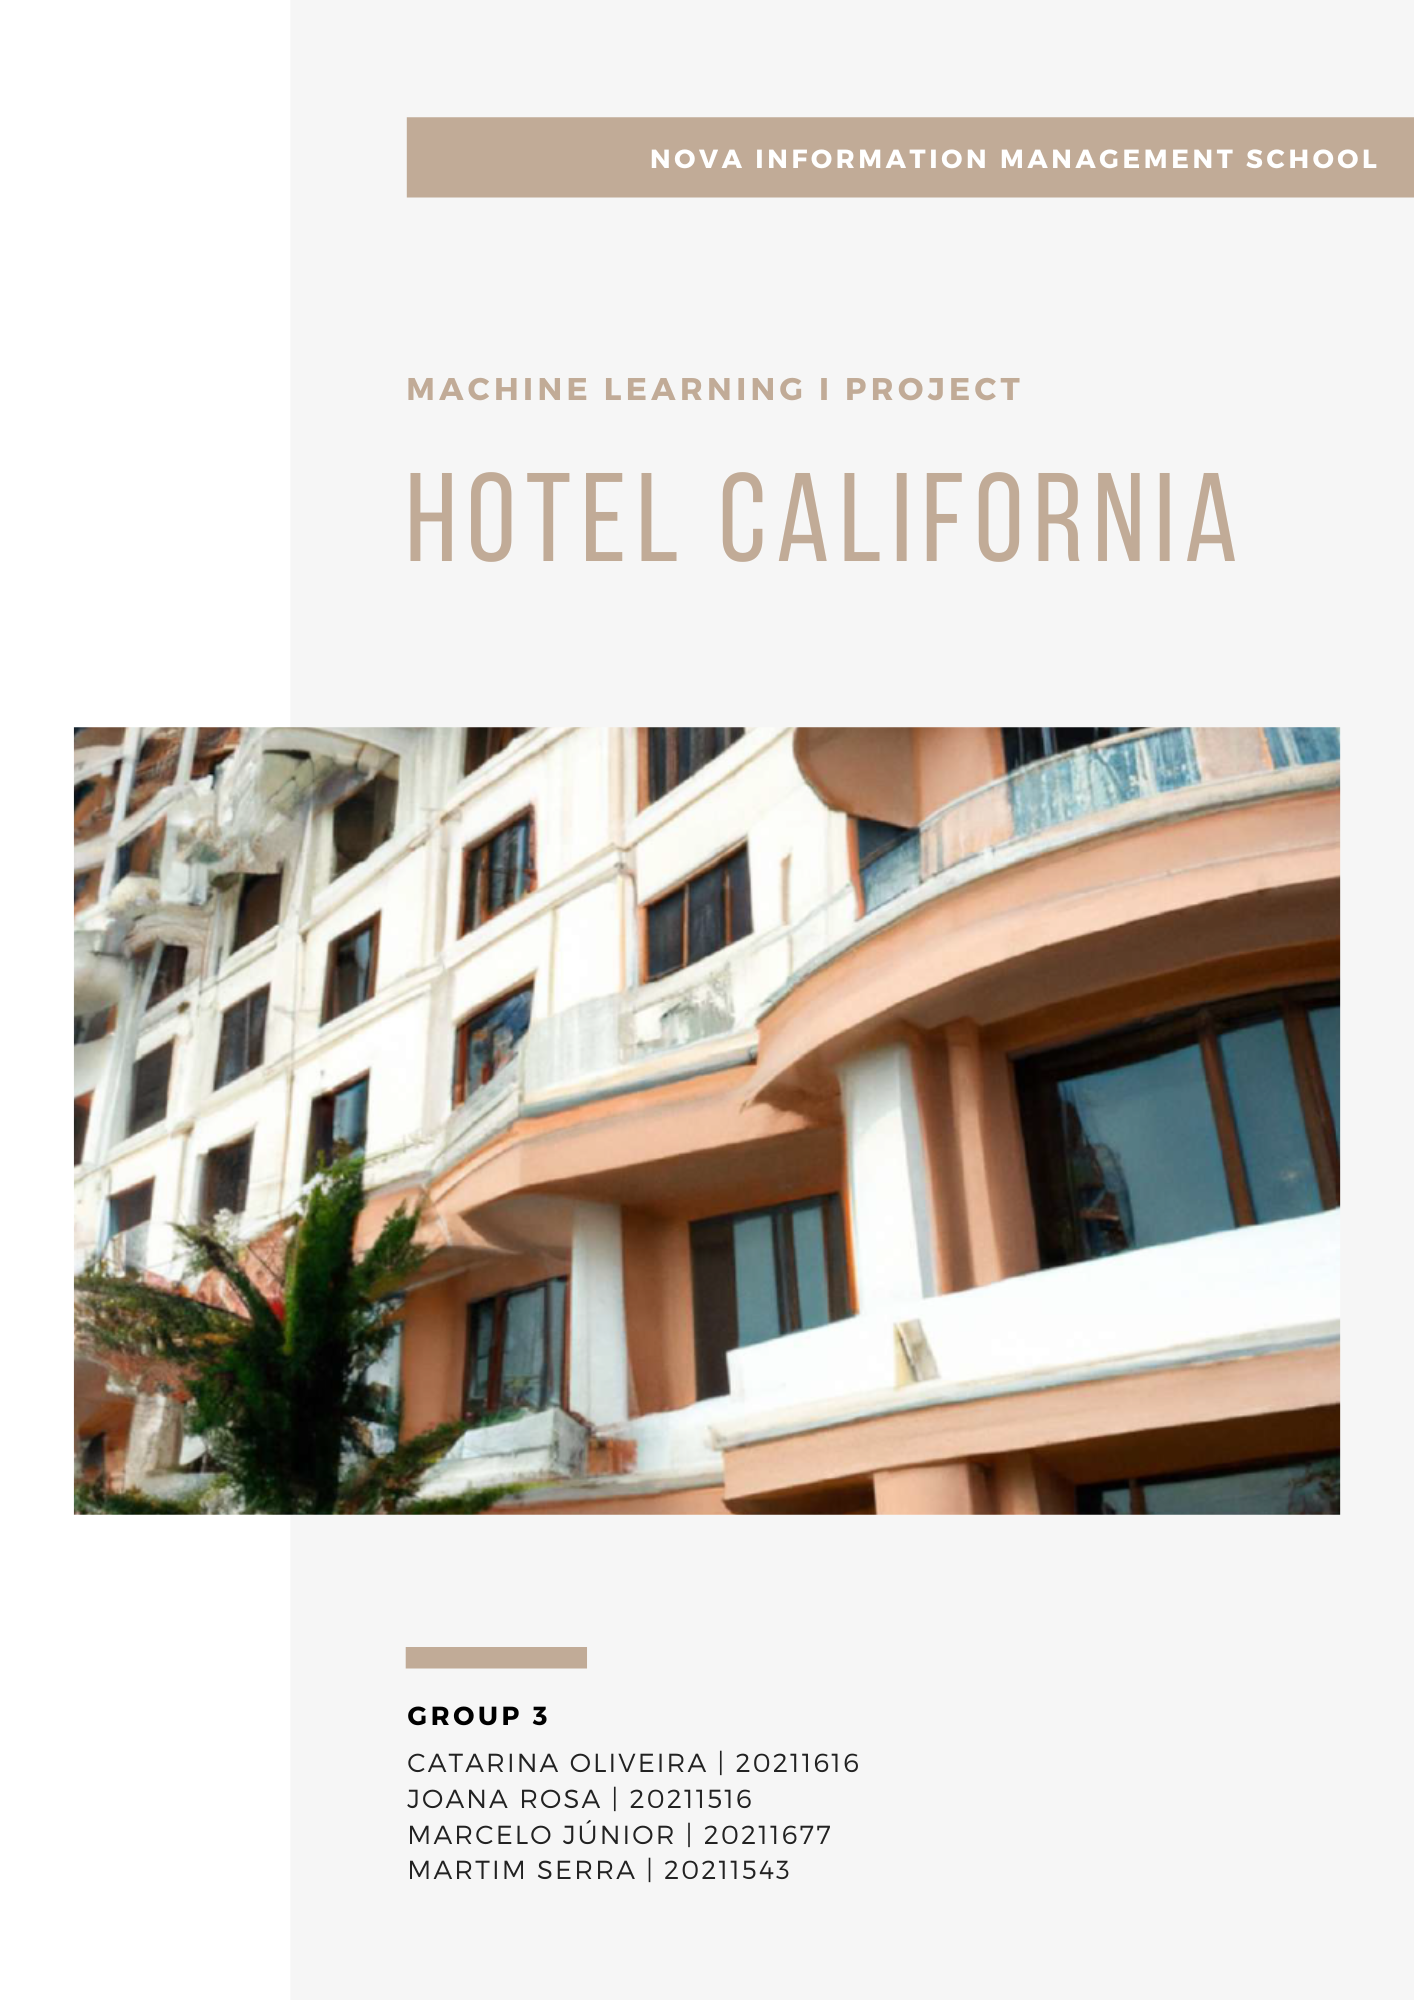 NOVA INFORMATION MANAGEMENT SCHOOL
MACHINE LEARNING I PROJECT
HOTEL CALIFORNIA
GROUP 3
CATARINA OLIVEIRA | 20211616
JOANA ROSA | 20211516
MARCELO JÚNIOR | 20211677
MARTIM SERRA | 20211543